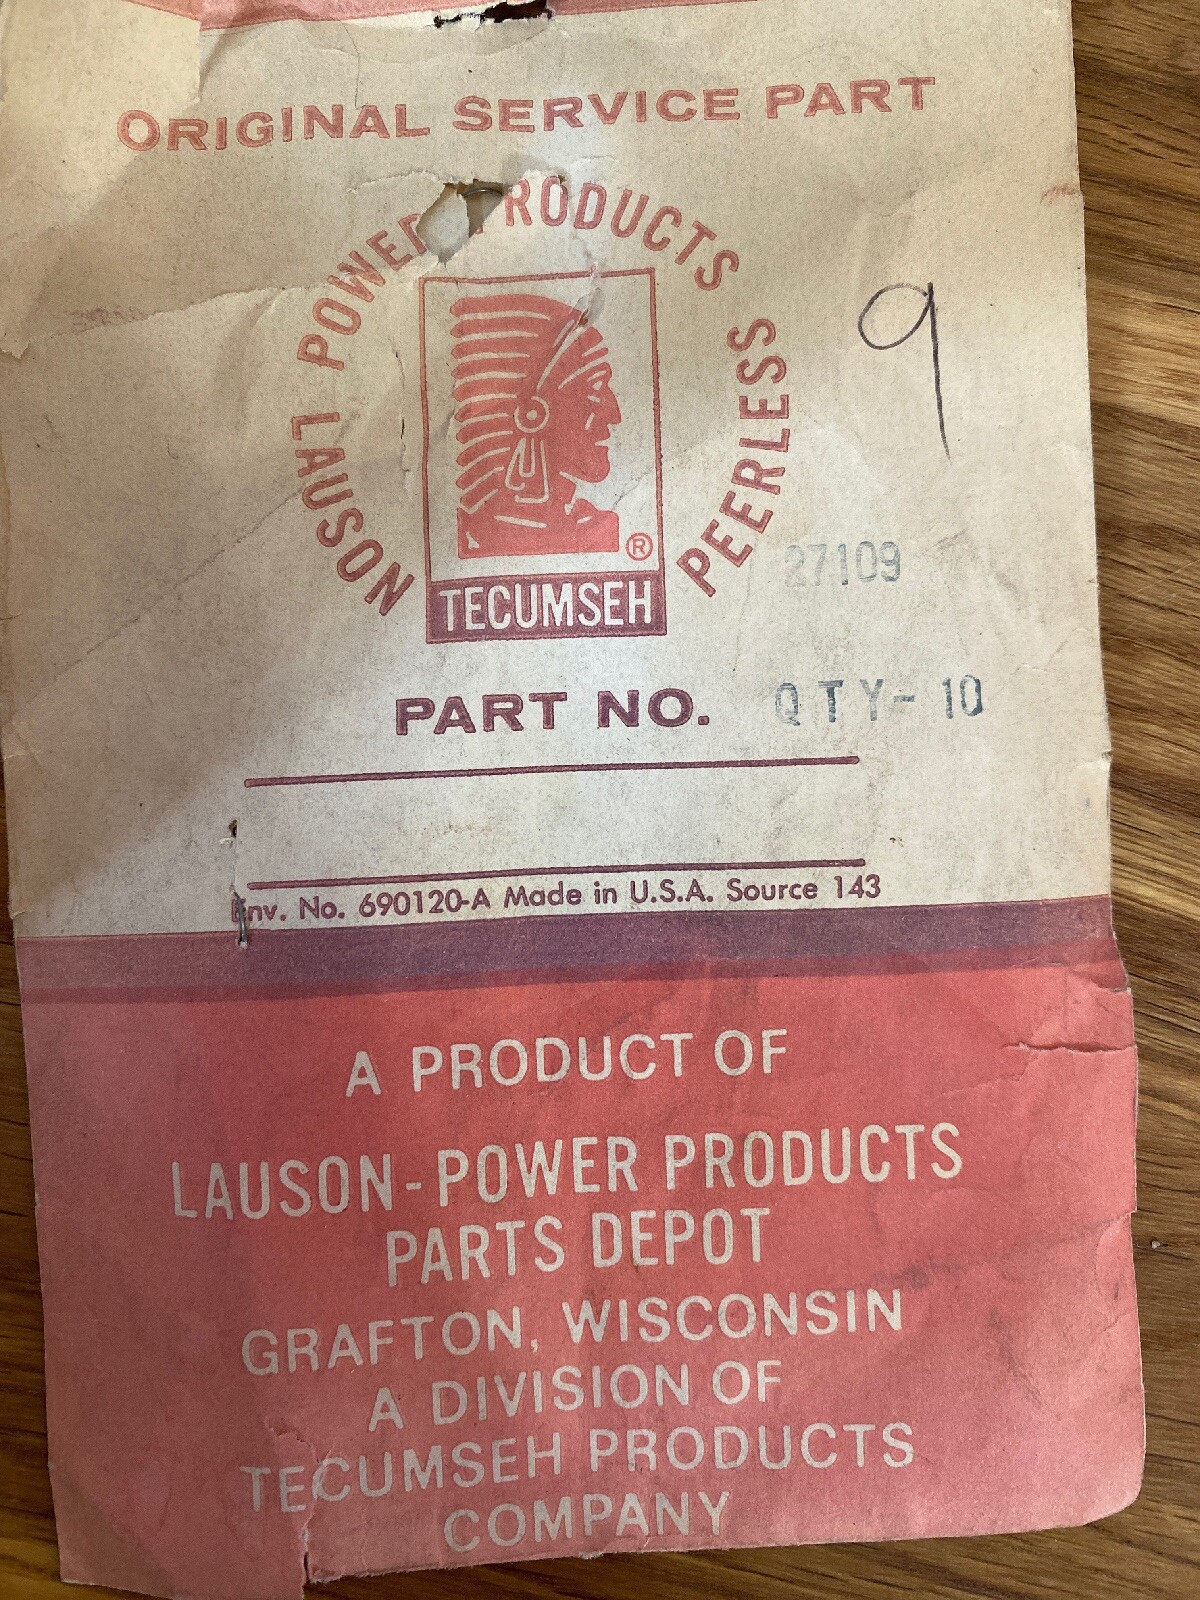 ORIGINAL SERVICE PART
LAUSON POWER PRODUCTS PEERLESS
9
®
TECUMSEH
27109
PART NO.
QTY-10
Env. No. 690120-A Made in U.S.A. Source 143
A PRODUCT OF
LAUSON-POWER PRODUCTS
PARTS DEPOT
GRAFTON, WISCONSIN
A DIVISION OF
TECUMSEH PRODUCTS
COMPANY